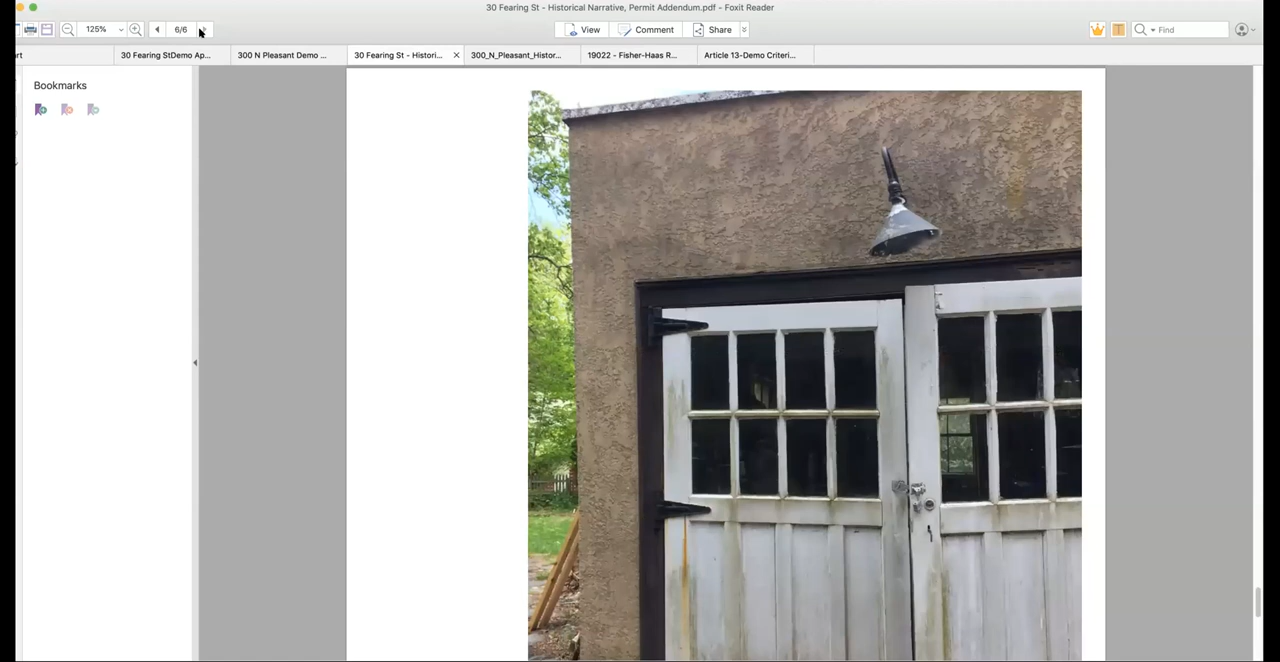 30 Fearing St - Historical Narrative, Permit Addendum.pdf - Foxit Reader
125%
6/6
View
Comment
Share
Find
rt
30 Fearing StDemo Ap...
300 N Pleasant Demo ...
30 Fearing St - Histori...
300_N_Pleasant_Histor...
19022 - Fisher-Haas R...
Article 13-Demo Criteri...
Bookmarks